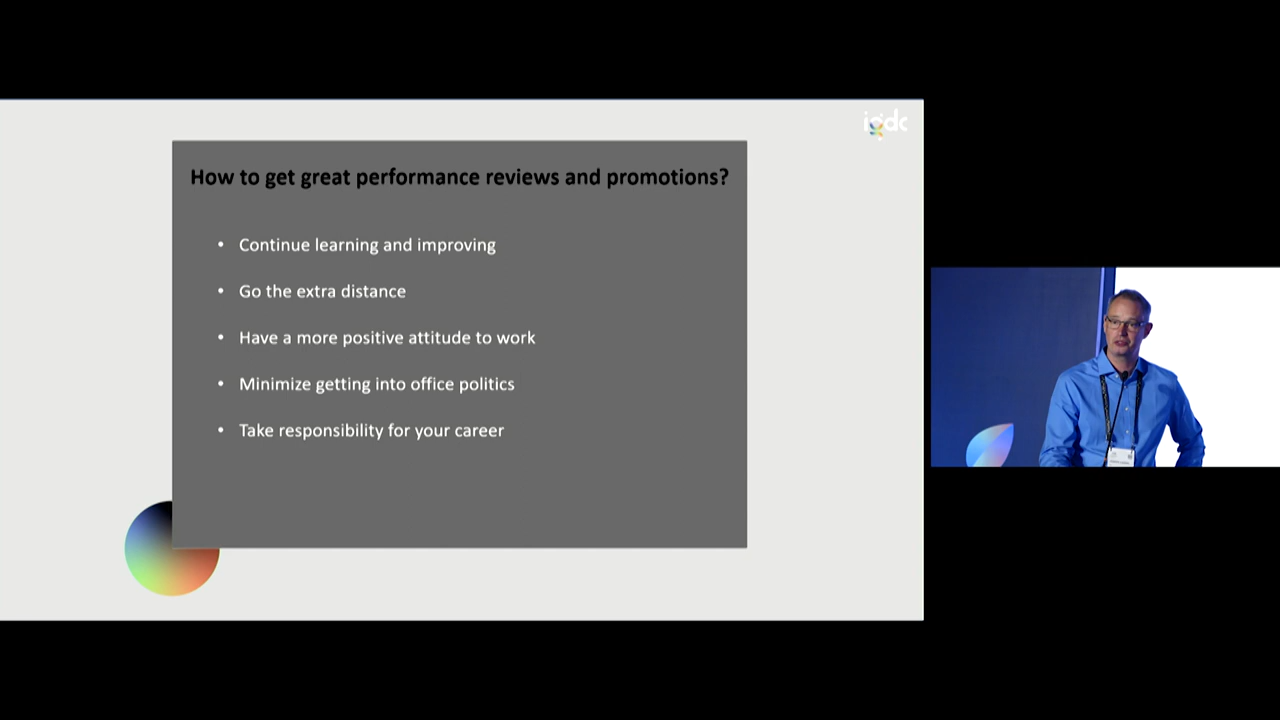 igdc
How to get great performance reviews and promotions?
• Continue learning and improving
• Go the extra distance
• Have a more positive attitude to work
• Minimize getting into office politics
• Take responsibility for your career